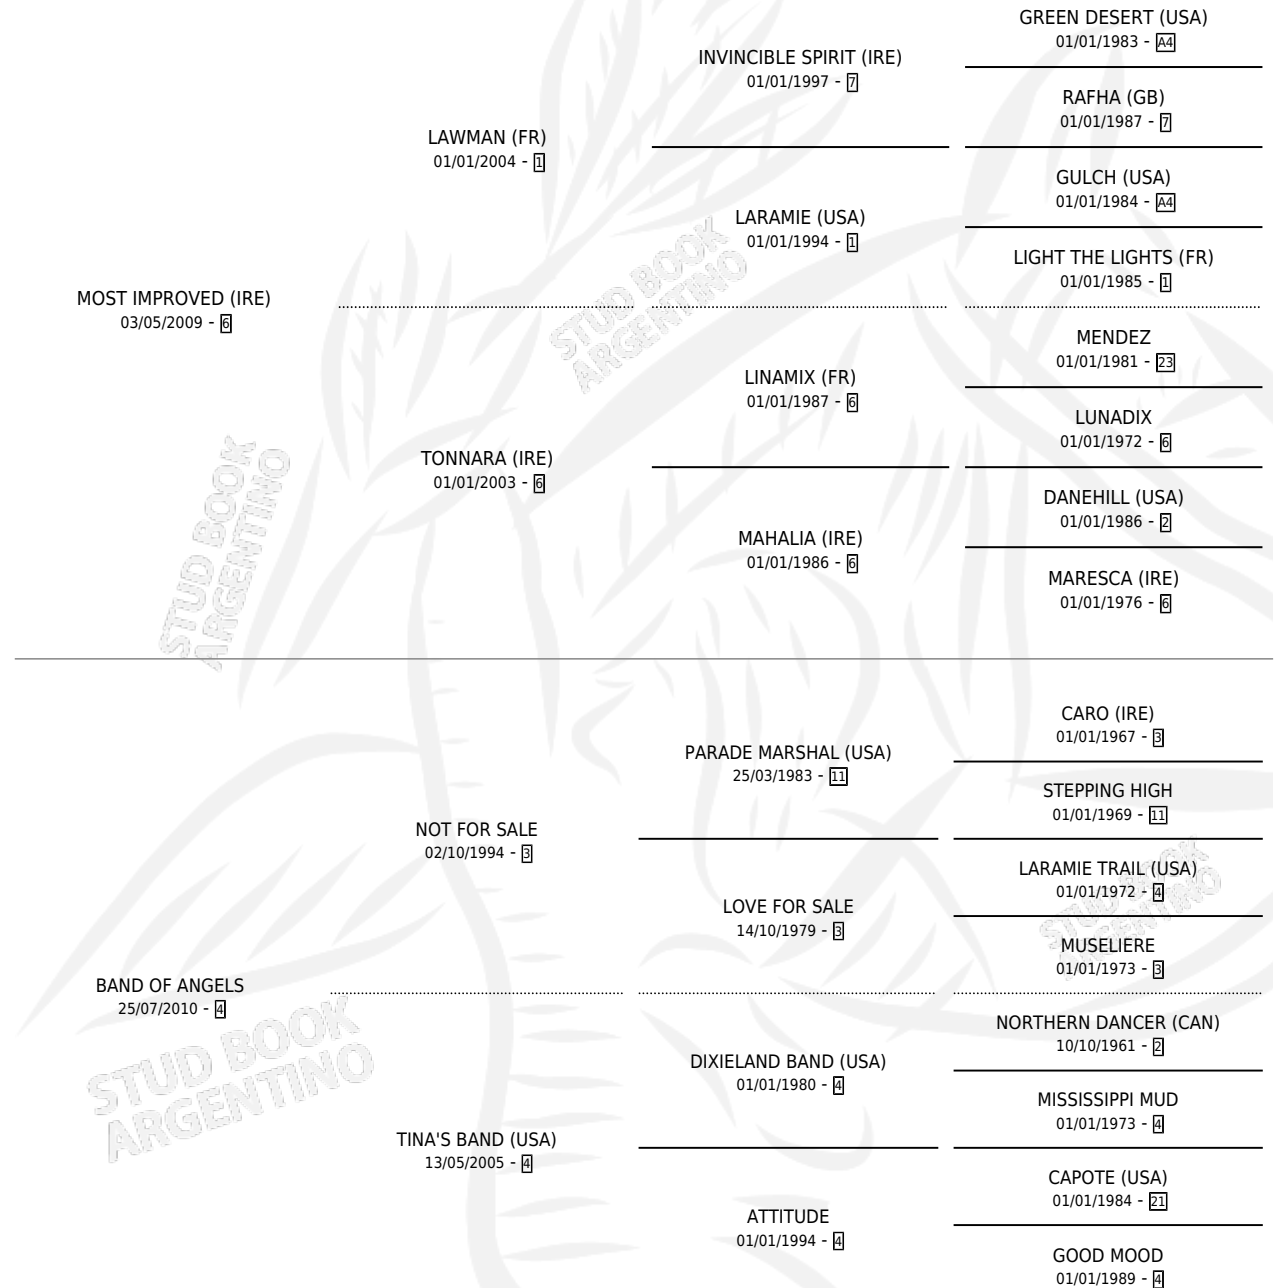 GREEN DESERT (USA)
01/01/1983 - A4
INVINCIBLE SPIRIT (IRE)
01/01/1997 - 7
RAFHA (GB)
01/01/1987 - 7
LAWMAN (FR)
01/01/2004 - 1
GULCH (USA)
01/01/1984 - A4
LARAMIE (USA)
01/01/1994 - 1
LIGHT THE LIGHTS (FR)
01/01/1985 - 1
MOST IMPROVED (IRE)
03/05/2009 - 6
MENDEZ
01/01/1981 - 23
LINAMIX (FR)
01/01/1987 - 6
LUNADIX
01/01/1972 - 6
TONNARA (IRE)
01/01/2003 - 6
DANEHILL (USA)
01/01/1986 - 2
MAHALIA (IRE)
01/01/1986 - 6
MARESCA (IRE)
01/01/1976 - 6
CARO (IRE)
01/01/1967 - 3
PARADE MARSHAL (USA)
25/03/1983 - 11
STEPPING HIGH
01/01/1969 - 11
NOT FOR SALE
02/10/1994 - 3
LARAMIE TRAIL (USA)
01/01/1972 - 4
LOVE FOR SALE
14/10/1979 - 3
MUSELIERE
01/01/1973 - 3
BAND OF ANGELS
25/07/2010 - 4
NORTHERN DANCER (CAN)
10/10/1961 - 2
DIXIELAND BAND (USA)
01/01/1980 - 4
MISSISSIPPI MUD
01/01/1973 - 4
TINA'S BAND (USA)
13/05/2005 - 4
CAPOTE (USA)
01/01/1984 - 21
ATTITUDE
01/01/1994 - 4
GOOD MOOD
01/01/1989 - 4
STUD BOOK
ARGENTINO
STUD BOOK
ARGENTINO
STUD BOOK
ARGENTINO
STUD BOOK
ARGENTINO